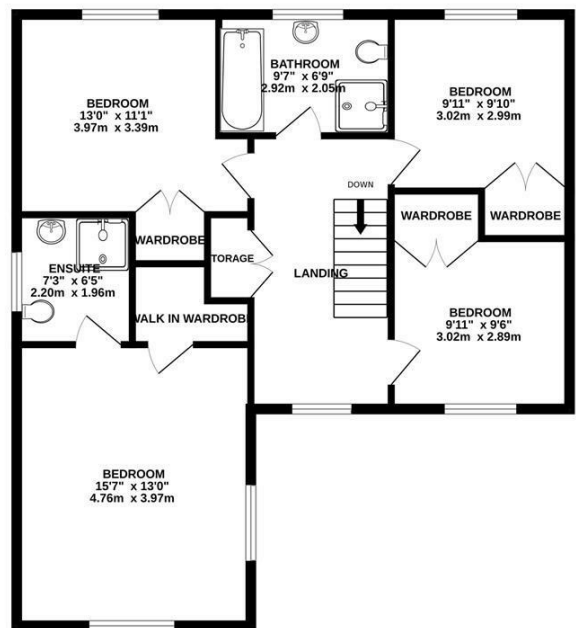 BEDROOM
13'0" x 11'1"
3.97m x 3.39m
BATHROOM
9'7" x 6'9"
2.92m x 2.05m
BEDROOM
9'11" x 9'10"
3.02m x 2.99m
DOWN
WARDROBE
WARDROBE
WARDROBE
TORAGE
LANDING
ENSUITE
7'3" x 6'5"
2.20m x 1.96m
WALK IN WARDROBE
BEDROOM
9'11" x 9'6"
3.02m x 2.89m
BEDROOM
15'7" x 13'0"
4.76m x 3.97m